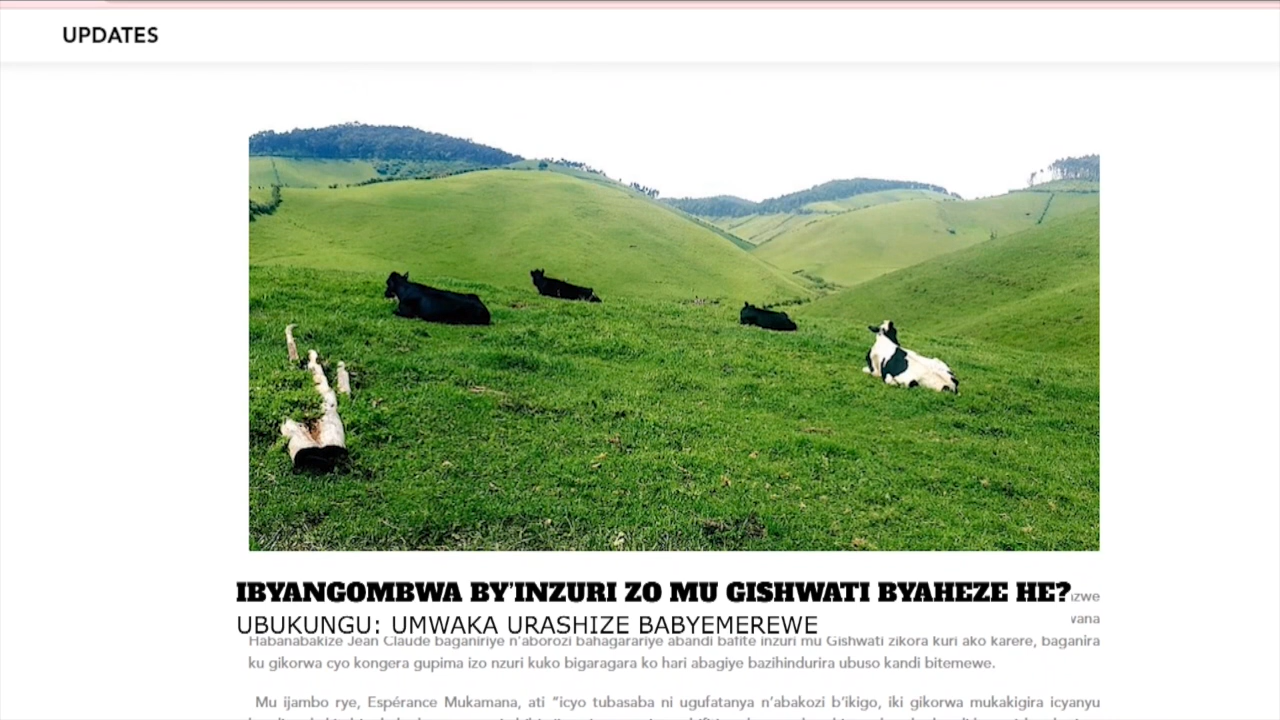 UPDATES
IBYANGOMBWA BY'INZURI ZO MU GISHWATI BYAHEZE HE?
UBUKUNGU: UMWAKA URASHIZE BABYEMEREWE
Habanabakize Jean Claude baganiriye n'aborozi bahagarariye abandi bafite inzuri mu Gishwati zikora kuri ako karere, baganira
ku gikorwa cyo kongera gupima izo nzuri kuko bigaragara ko hari abagiye bazihindurira ubuso kandi bitemewe.
Mu ijambo rye, Espérance Mukamana, ati “icyo tubasaba ni ugufatanya n'abakozi b'ikigo, iki gikorwa mukakigira icyanyu